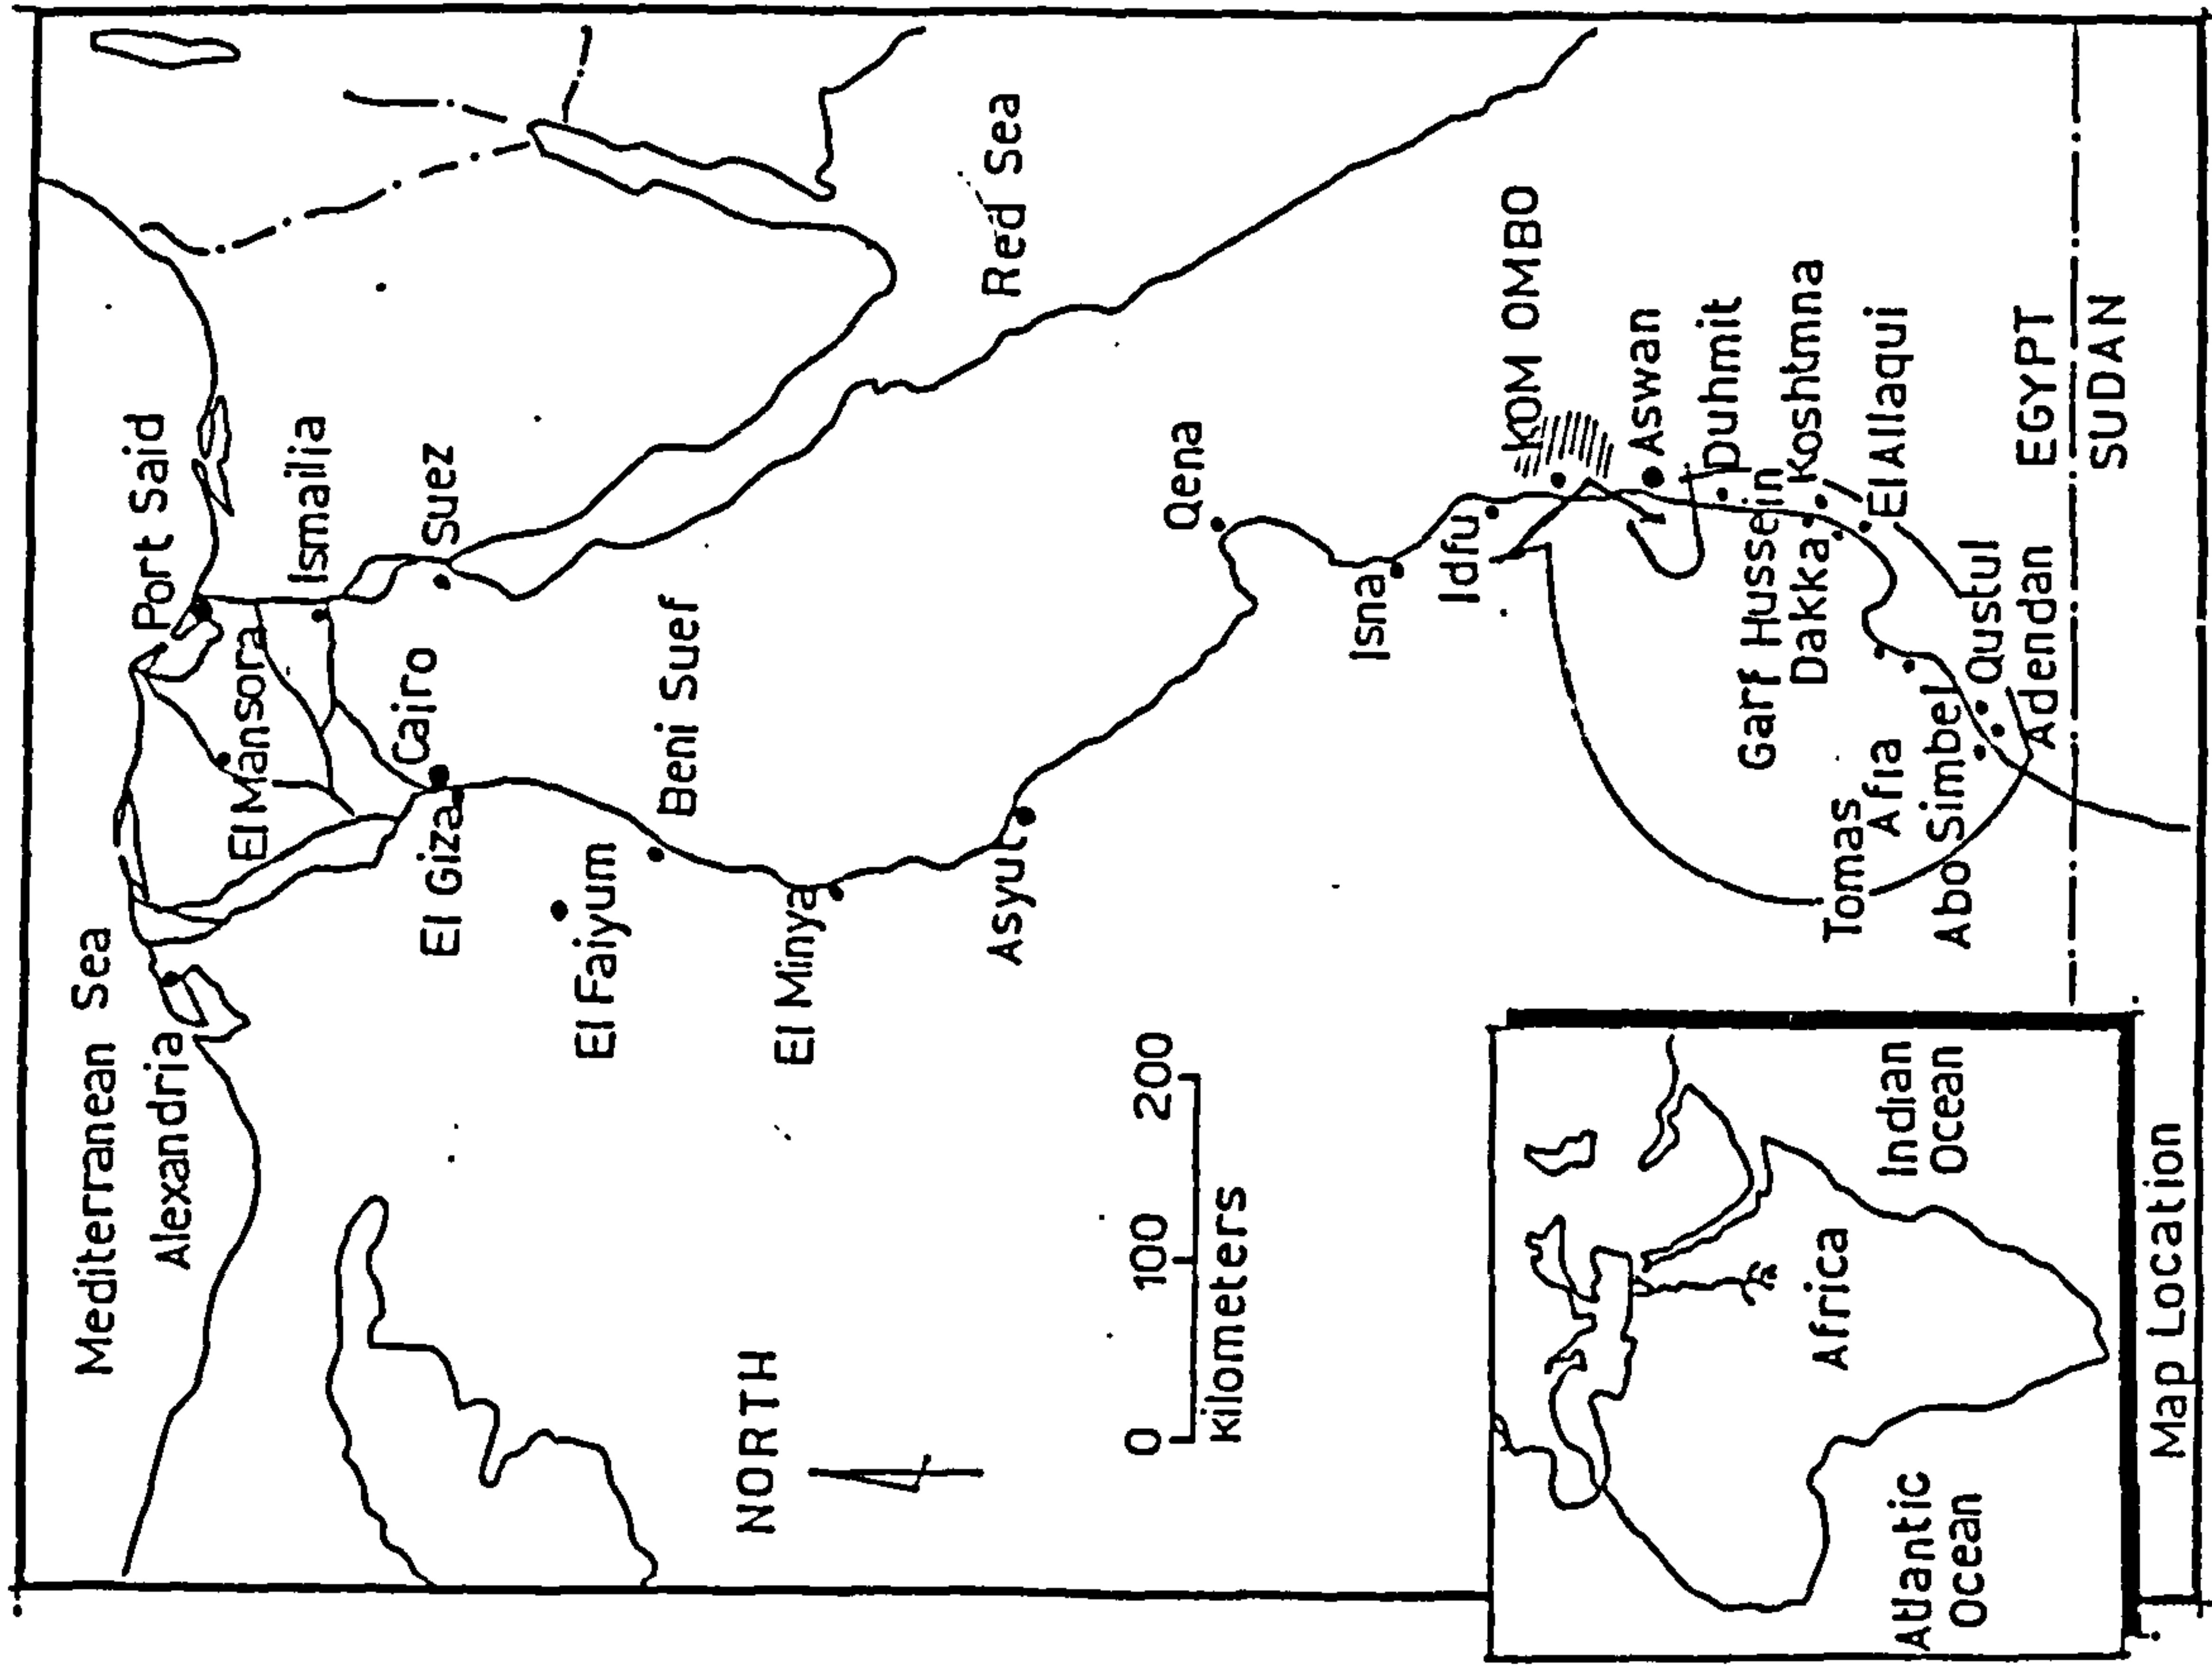 Mediterranean Sea
Alexandria
Port Said
El Mansora
Ismailia
Cairo
Suez
El Giza
El Faiyum
Beni Suef
El Minya
Asyut
Red Sea
Qena
Isna
Idfu
KOM OMBO
Aswan
Duhmit
Garf Hussein
Koshtmna
Dakka
El Allaqui
Tomas
Afia
Abo Simbel
Qustul
Adendan
EGYPT
SUDAN
NORTH
0 100 200
kilometers
Africa
Indian
Ocean
Atlantic
Ocean
Map Location